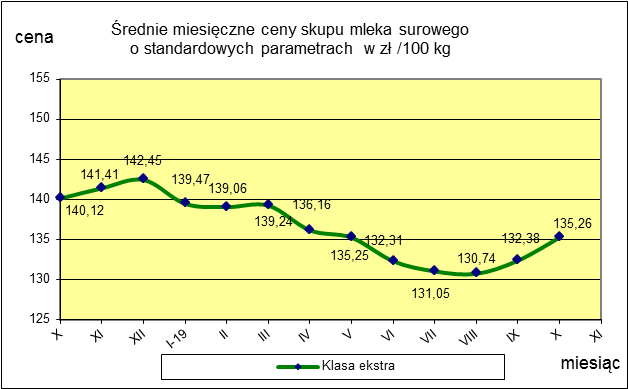 Średnie miesięczne ceny skupu mleka surowego
o standardowych parametrach w zł /100 kg
cena
155
150
145
140
135
130
125
140,12
141,41
142,45
139,47
139,06
139,24
136,16
135,25
132,31
131,05
130,74
132,38
135,26
X
XI
XII
I-19
II
III
IV
V
VI
VII
VIII
IX
X
XI
miesiąc
Klasa ekstra